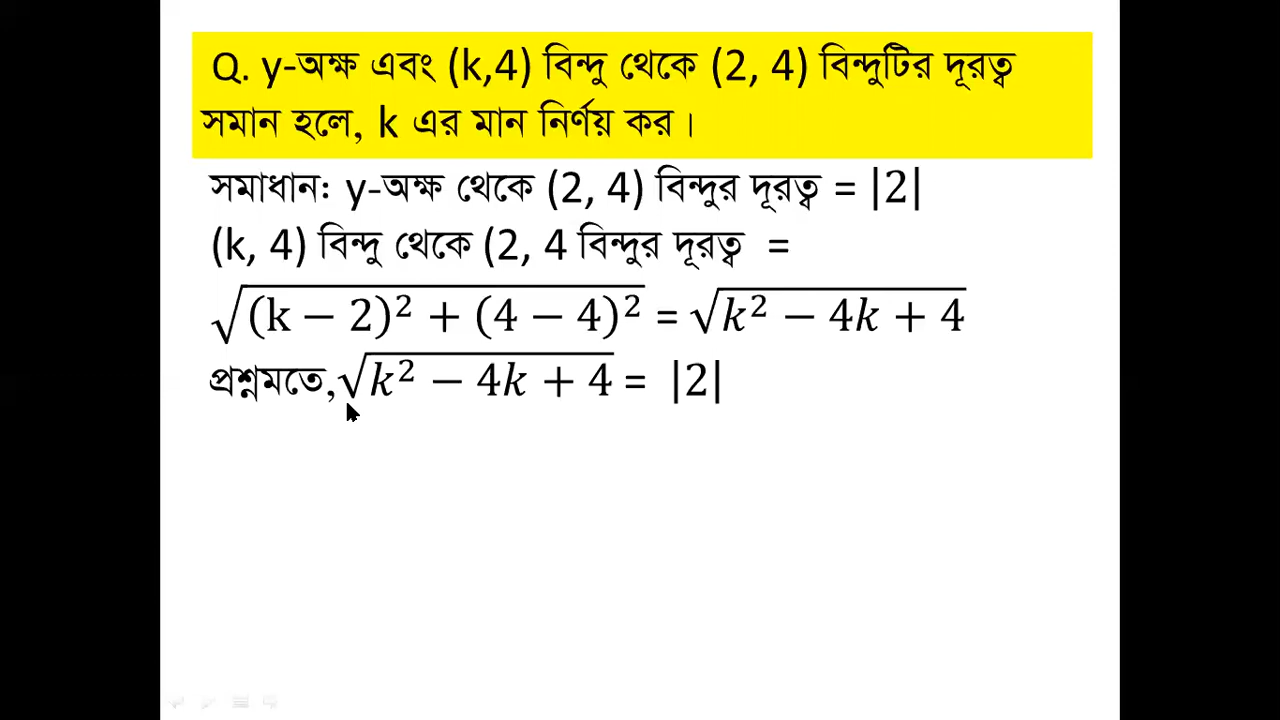 Q. y-অক্ষ এবং (k,4) বিন্দু থেকে (2, 4) বিন্দুটির দূরত্ব
সমান হলে, k এর মান নির্ণয় কর।
সমাধানঃ y-অক্ষ থেকে (2, 4) বিন্দুর দূরত্ব = |2|
(k, 4) বিন্দু থেকে (2, 4 বিন্দুর দূরত্ব =
√(k − 2)² + (4 − 4)² = √k² − 4k + 4
প্রশ্নমতে,√k² − 4k + 4 = |2|